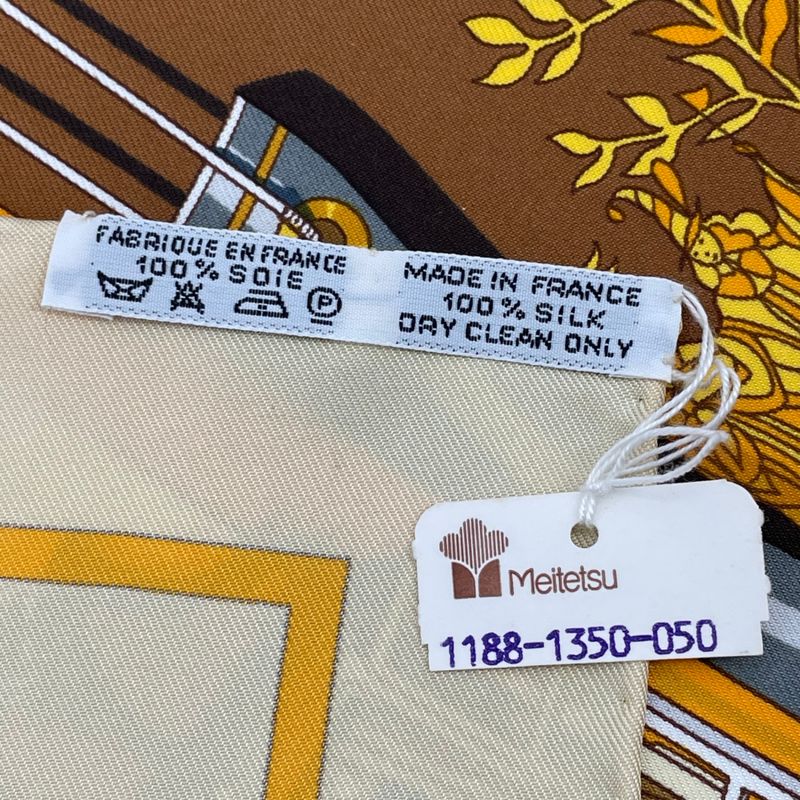 FABRIQUE EN FRANCE
100 % SOIE
P
MADE IN FRANCE
100 % SILK
DRY CLEAN ONLY
Meitetsu
1188-1350-050